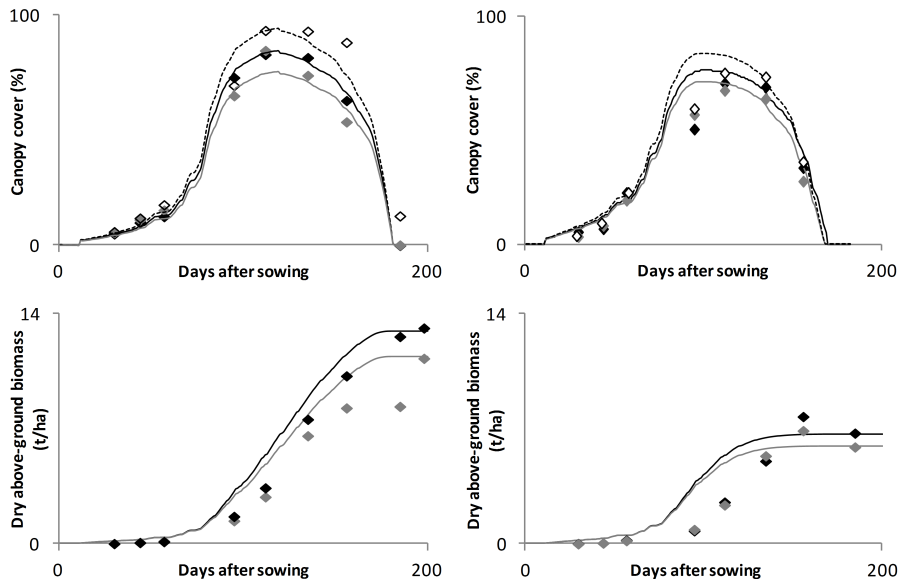 100
Canopy cover (%)
0
0
Days after sowing
200
100
Canopy cover (%)
0
0
Days after sowing
200
14
Dry above-ground biomass
(t/ha)
0
0
Days after sowing
200
14
Dry above-ground biomass
(t/ha)
0
0
Days after sowing
200